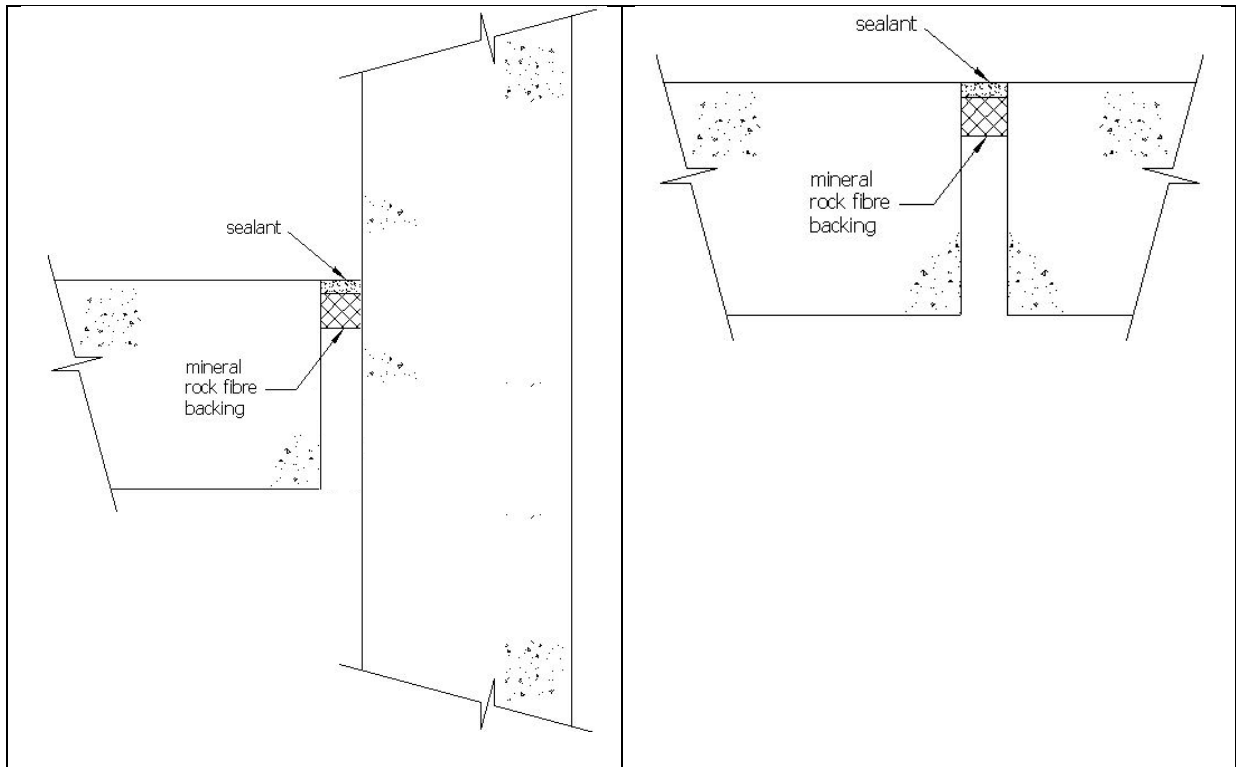 sealant
mineral
rock fibre
backing
sealant
mineral
rock fibre
backing